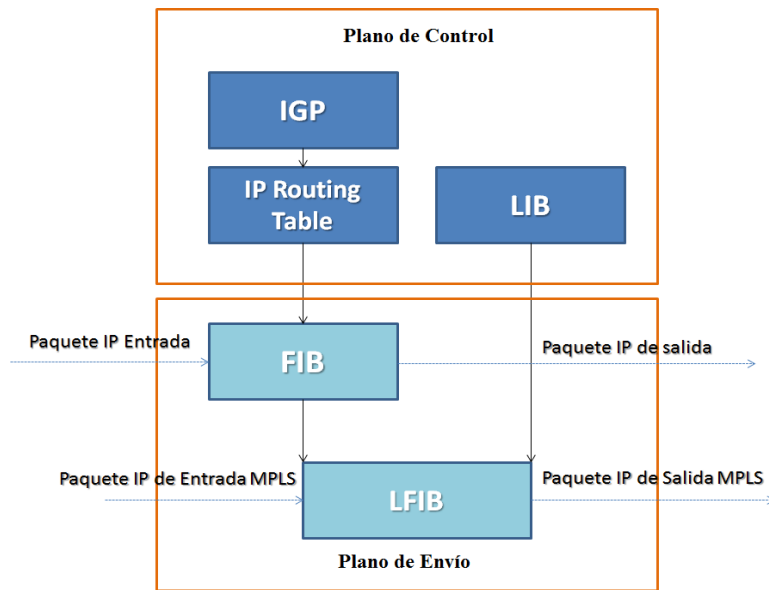 Plano de Control
IGP
IP Routing
Table
LIB
Paquete IP Entrada
FIB
Paquete IP de salida
Paquete IP de Entrada MPLS
LFIB
Paquete IP de Salida MPLS
Plano de Envío